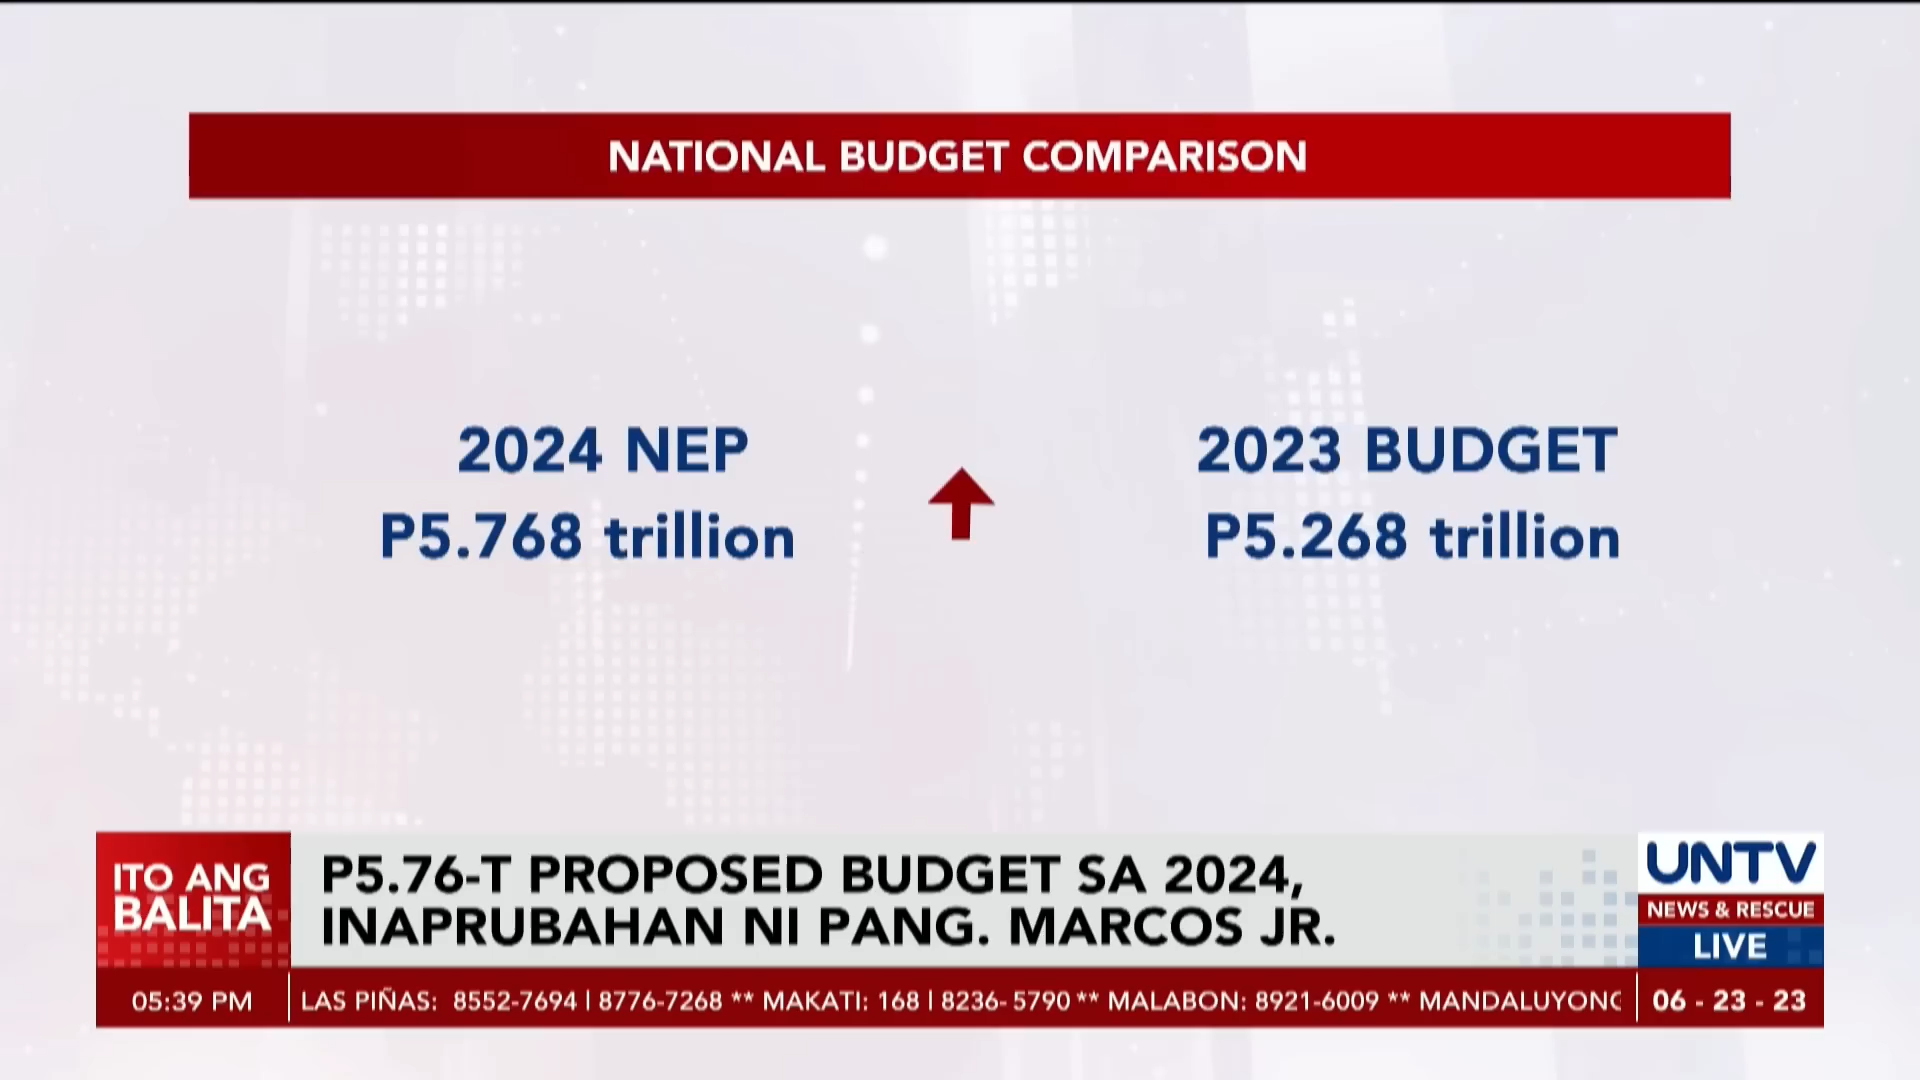 NATIONAL BUDGET COMPARISON
2024 NEP
P5.768 trillion
2023 BUDGET
P5.268 trillion
ITO ANG
BALITA
P5.76-T PROPOSED BUDGET SA 2024,
INAPRUBAHAN NI PANG. MARCOS JR.
UNTV
NEWS & RESCUE
LIVE
05:39 PM
LAS PIÑAS: 8552-7694 | 8776-7268 ** MAKATI: 168 | 8236- 5790 ** MALABON: 8921-6009 ** MANDALUYONG
06 - 23 - 23